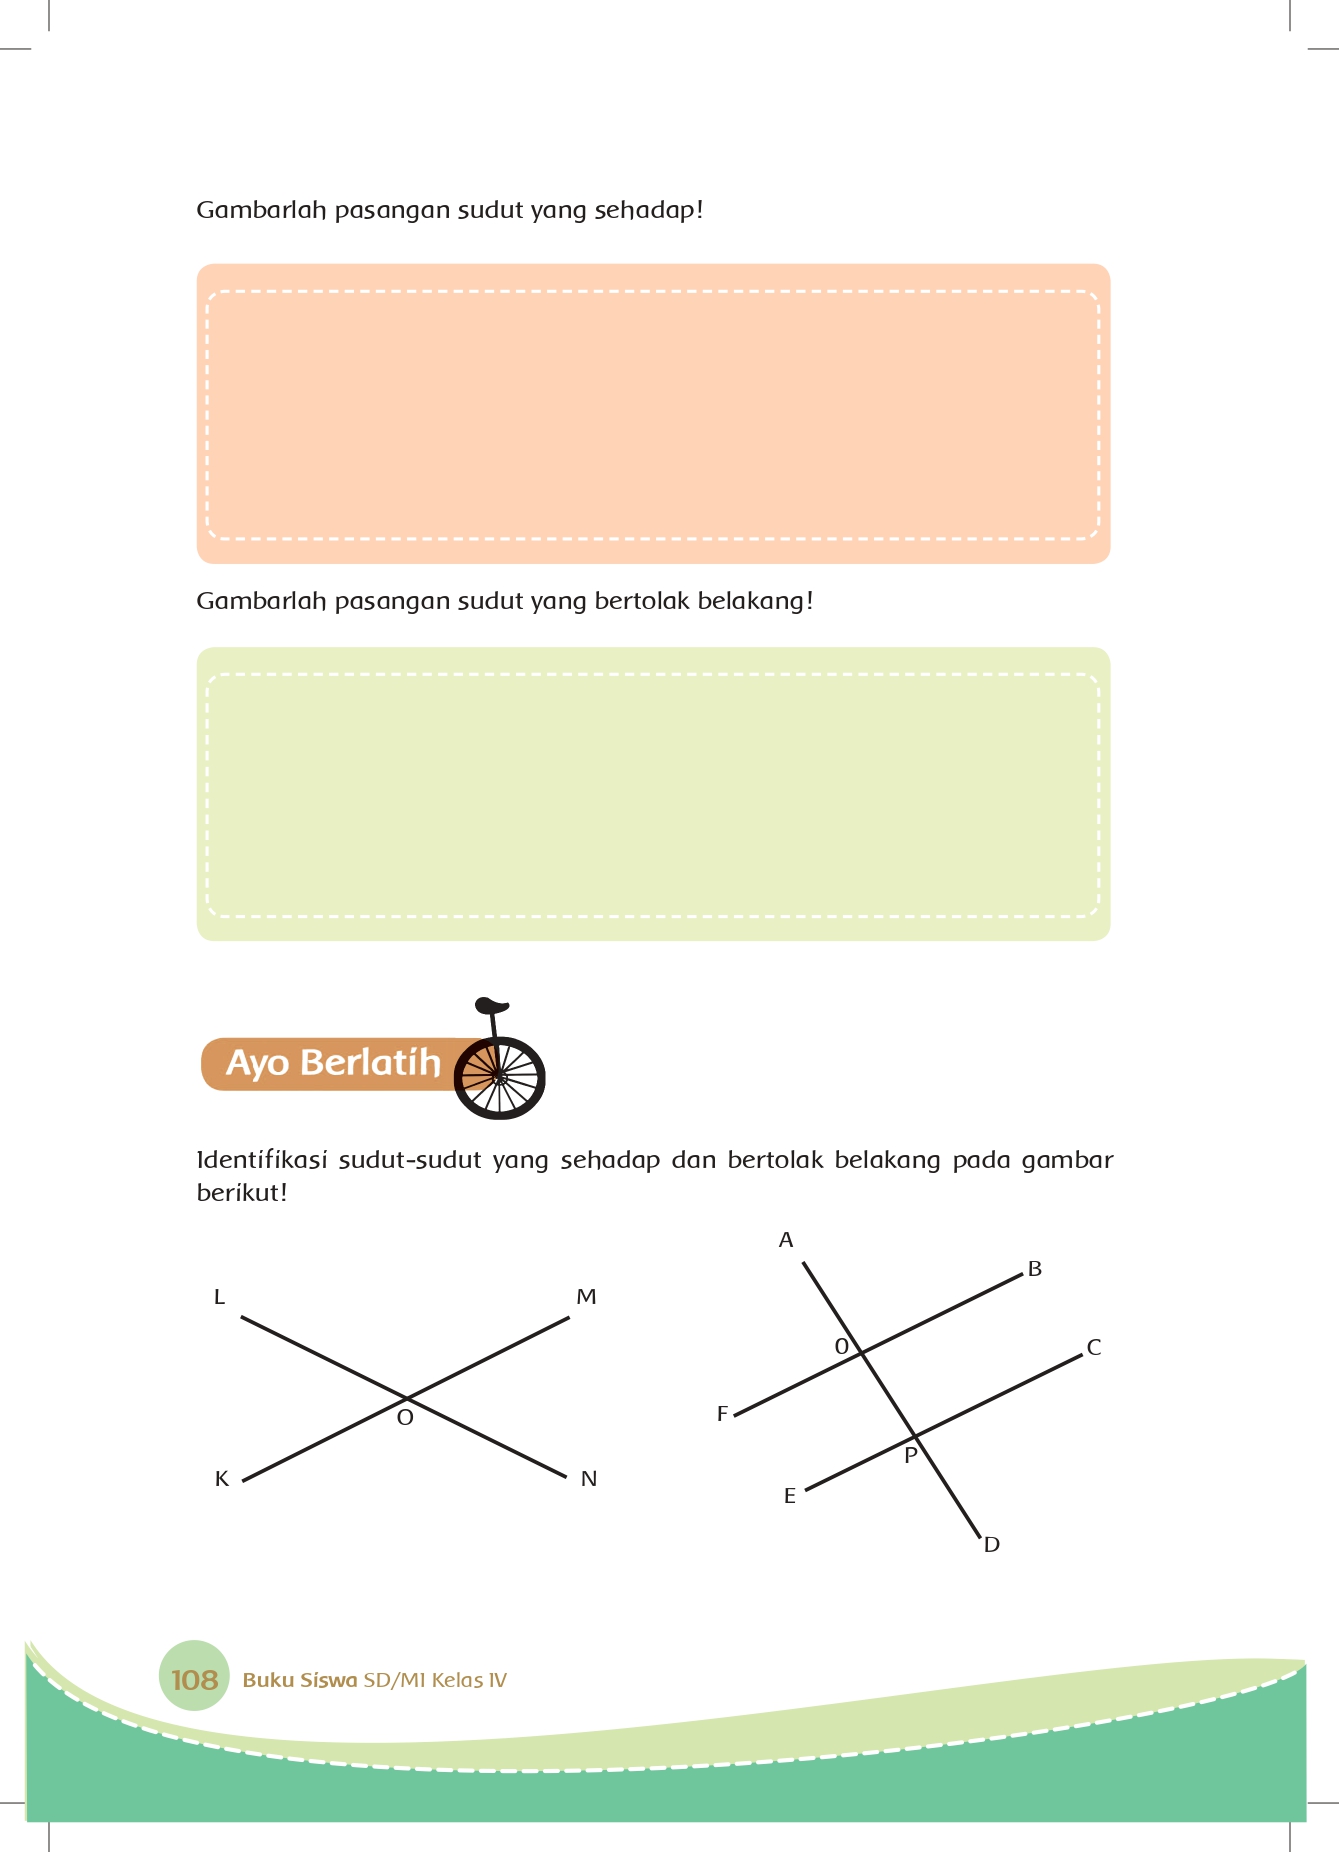 Gambarlah pasangan sudut yang sehadap!
Gambarlah pasangan sudut yang bertolak belakang!
Ayo Berlatih
Identifikasi sudut-sudut yang sehadap dan bertolak belakang pada gambar
berikut!
L
M
O
K
N
A
B
O
C
F
P
E
D
108
Buku Siswa SD/MI Kelas IV